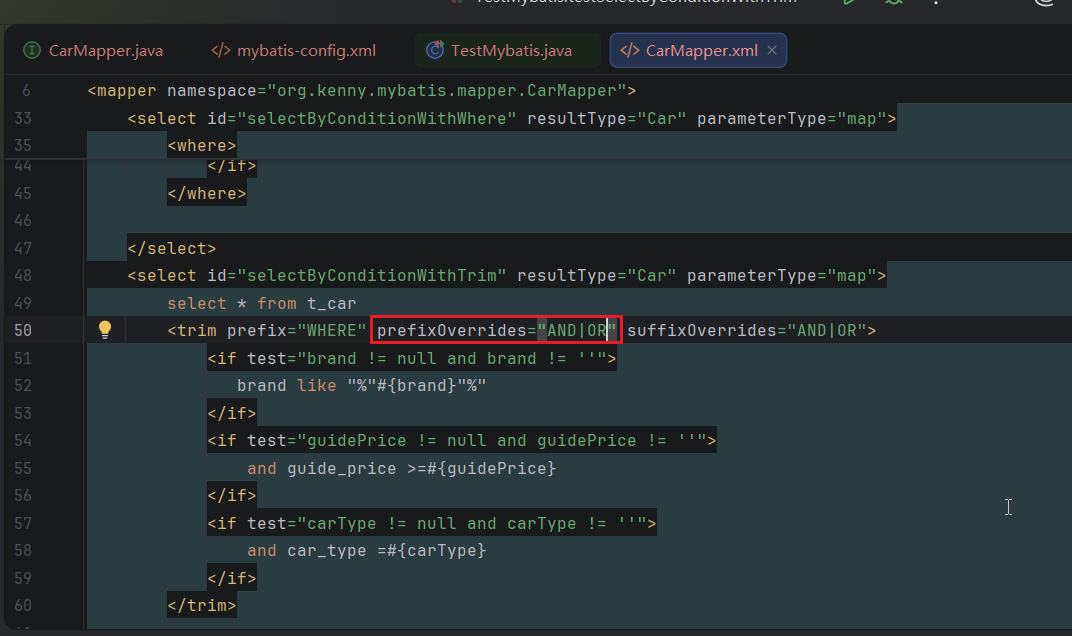 TestMybatis.testSelectByConditionWithTrim
CarMapper.java mybatis-config.xml TestMybatis.java CarMapper.xml
6 <mapper namespace="org.kenny.mybatis.mapper.CarMapper">
33 <select id="selectByConditionWithWhere" resultType="Car" parameterType="map">
35 <where>
44 </if>
45 </where>
46
47 </select>
48 <select id="selectByConditionWithTrim" resultType="Car" parameterType="map">
49 select * from t_car
50 <trim prefix="WHERE" prefixOverrides="AND|OR" suffixOverrides="AND|OR">
51 <if test="brand != null and brand != ''">
52 brand like "%"#{brand}"%"
53 </if>
54 <if test="guidePrice != null and guidePrice != ''">
55 and guide_price >=#{guidePrice}
56 </if>
57 <if test="carType != null and carType != ''">
58 and car_type =#{carType}
59 </if>
60 </trim>